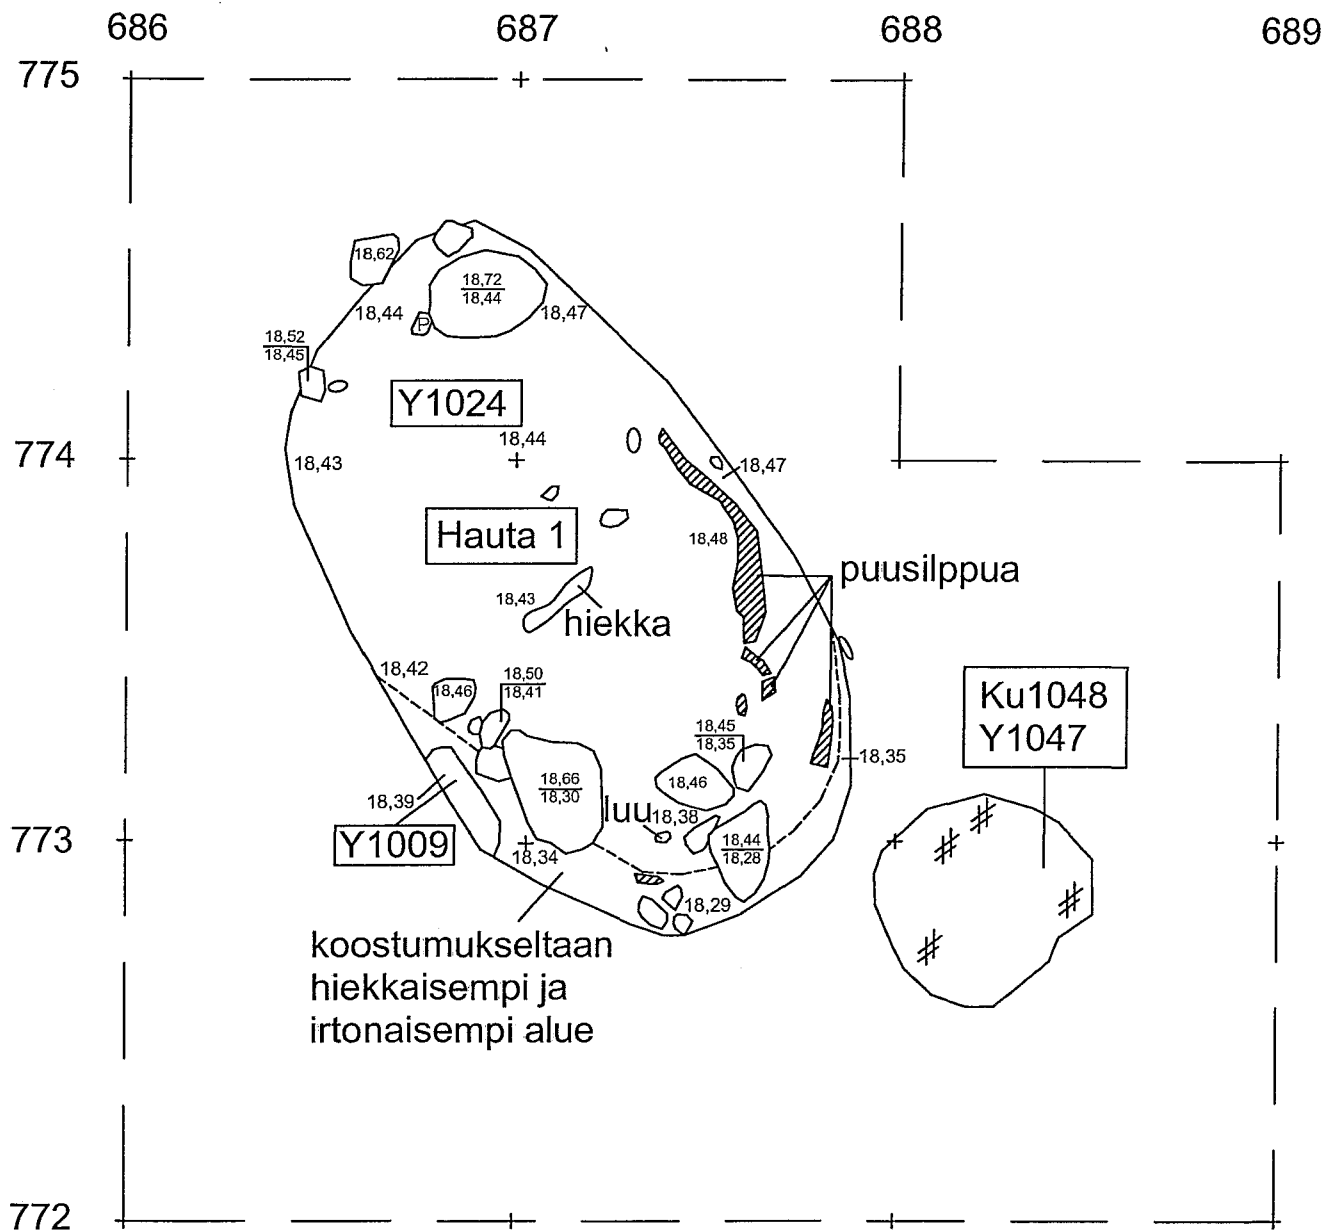 686 687 688 689
775
18,62
18,72
18,44
18,44
18,47
P
18,52
18,45
Y1024
774
18,44
18,43
18,47
Hauta 1
18,48
puusilppua
18,43
hiekka
18,42
18,46
18,50
18,41
Ku1048
Y1047
18,45
18,35
18,35
18,66
18,30
18,46
18,39
luu
18,38
773
Y1009
18,34
18,44
18,28
18,29
koostumukseltaan
hiekkaisempi ja
irtonaisempi alue
772